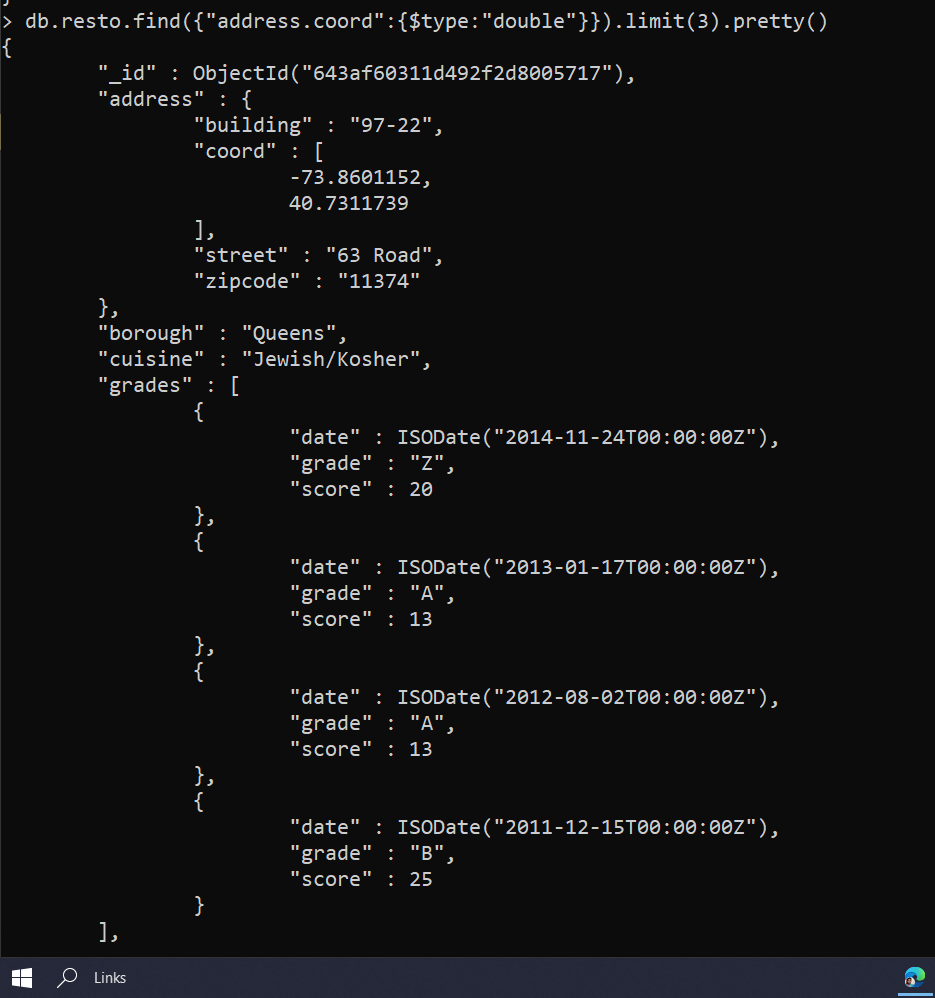 }
> db.resto.find({"address.coord":{$type:"double"}}).limit(3).pretty()
{
        "_id" : ObjectId("643af60311d492f2d8005717"),
        "address" : {
                "building" : "97-22",
                "coord" : [
                        -73.8601152,
                        40.7311739
                ],
                "street" : "63 Road",
                "zipcode" : "11374"
        },
        "borough" : "Queens",
        "cuisine" : "Jewish/Kosher",
        "grades" : [
                {
                        "date" : ISODate("2014-11-24T00:00:00Z"),
                        "grade" : "Z",
                        "score" : 20
                },
                {
                        "date" : ISODate("2013-01-17T00:00:00Z"),
                        "grade" : "A",
                        "score" : 13
                },
                {
                        "date" : ISODate("2012-08-02T00:00:00Z"),
                        "grade" : "A",
                        "score" : 13
                },
                {
                        "date" : ISODate("2011-12-15T00:00:00Z"),
                        "grade" : "B",
                        "score" : 25
                }
        ],
Links